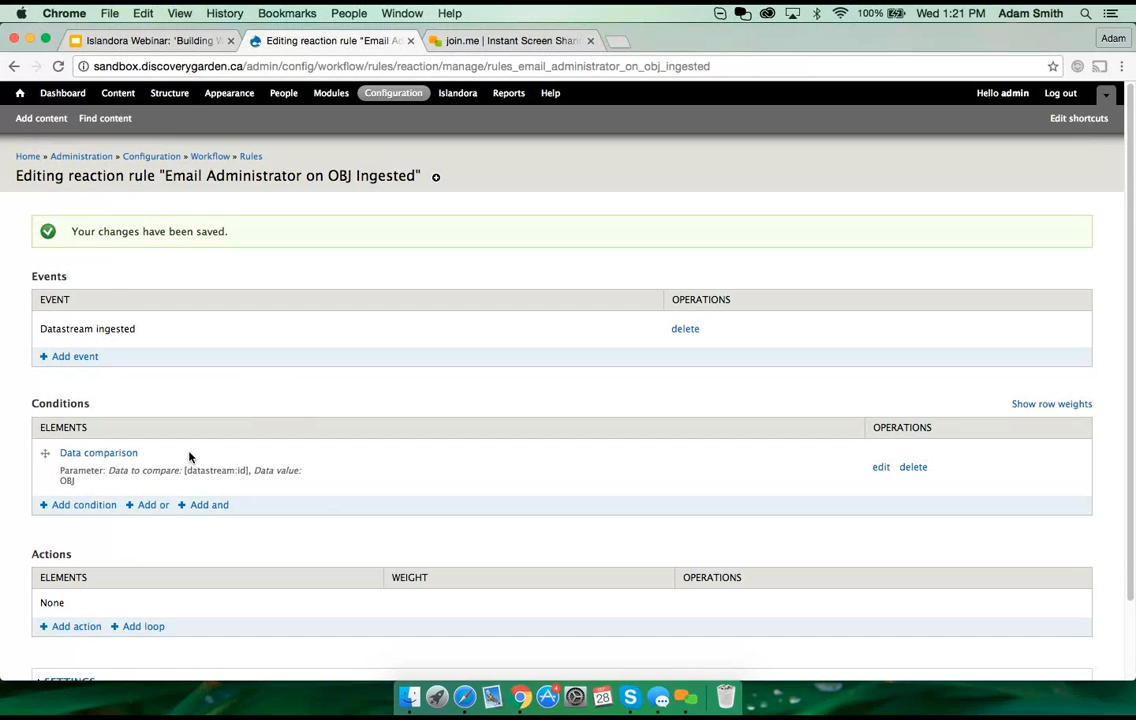 Chrome File Edit View History Bookmarks People Window Help 100% Wed 1:21 PM Adam Smith
Islandora Webinar: 'Building W
Editing reaction rule "Email Ad
join.me | Instant Screen Shari
Adam
sandbox.discoverygarden.ca/admin/config/workflow/rules/reaction/manage/rules_email_administrator_on_obj_ingested
Dashboard Content Structure Appearance People Modules Configuration Islandora Reports Help Hello admin Log out
Add content Find content Edit shortcuts
Home » Administration » Configuration » Workflow » Rules
Editing reaction rule "Email Administrator on OBJ Ingested"
Your changes have been saved.
Events
EVENT OPERATIONS
Datastream ingested delete
+ Add event
Conditions Show row weights
ELEMENTS OPERATIONS
Data comparison
Parameter: Data to compare: [datastream:id], Data value: edit delete
OBJ
+ Add condition + Add or + Add and
Actions
ELEMENTS WEIGHT OPERATIONS
None
+ Add action + Add loop
SETTINGS
28